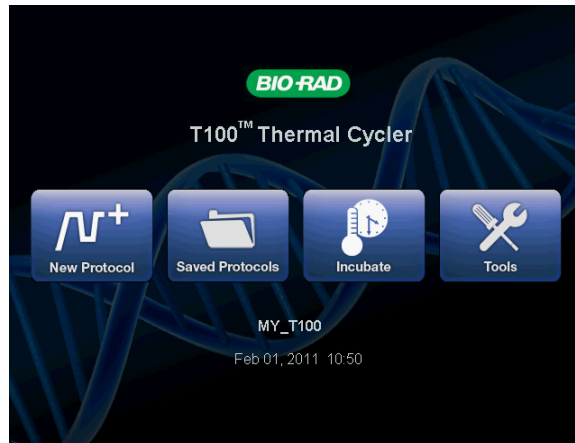 BIO-RAD
T100™ Thermal Cycler
New Protocol
Saved Protocols
Incubate
Tools
MY_T100
Feb 01, 2011 10:50